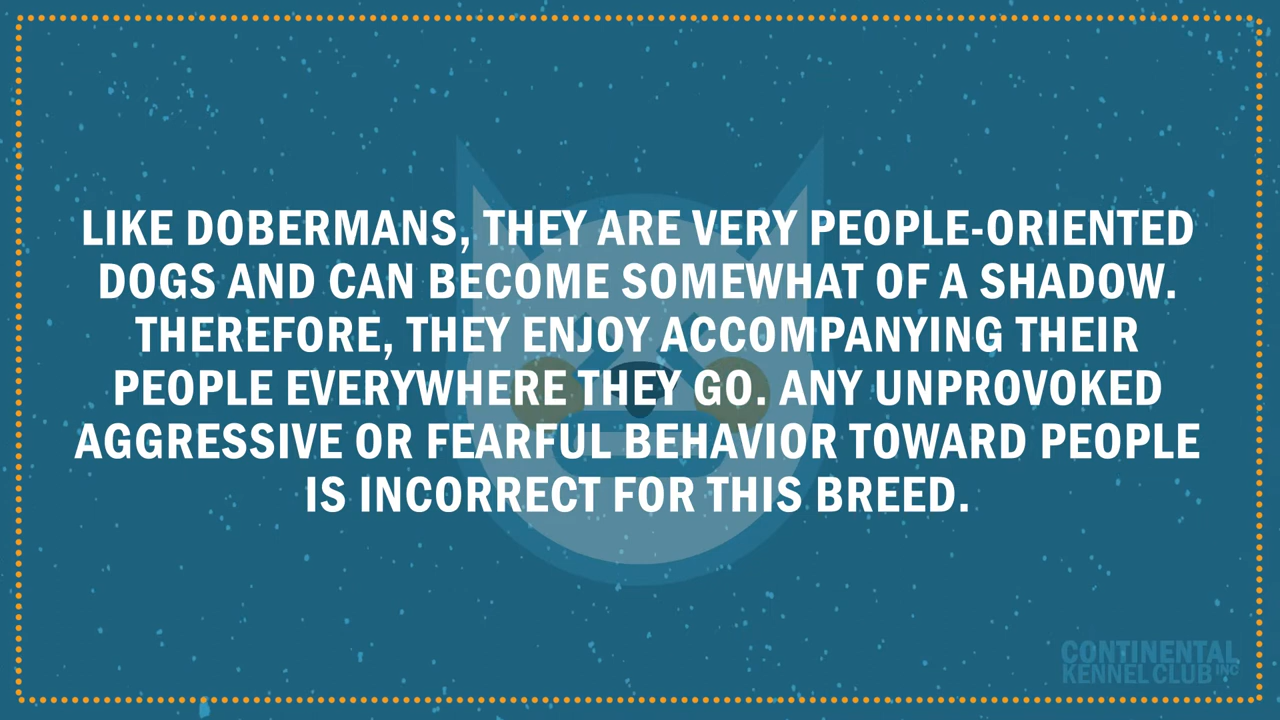 LIKE DOBERMANS, THEY ARE VERY PEOPLE-ORIENTED
DOGS AND CAN BECOME SOMEWHAT OF A SHADOW.
THEREFORE, THEY ENJOY ACCOMPANYING THEIR
PEOPLE EVERYWHERE THEY GO. ANY UNPROVOKED
AGGRESSIVE OR FEARFUL BEHAVIOR TOWARD PEOPLE
IS INCORRECT FOR THIS BREED.
CONTINENTAL
KENNEL CLUB INC